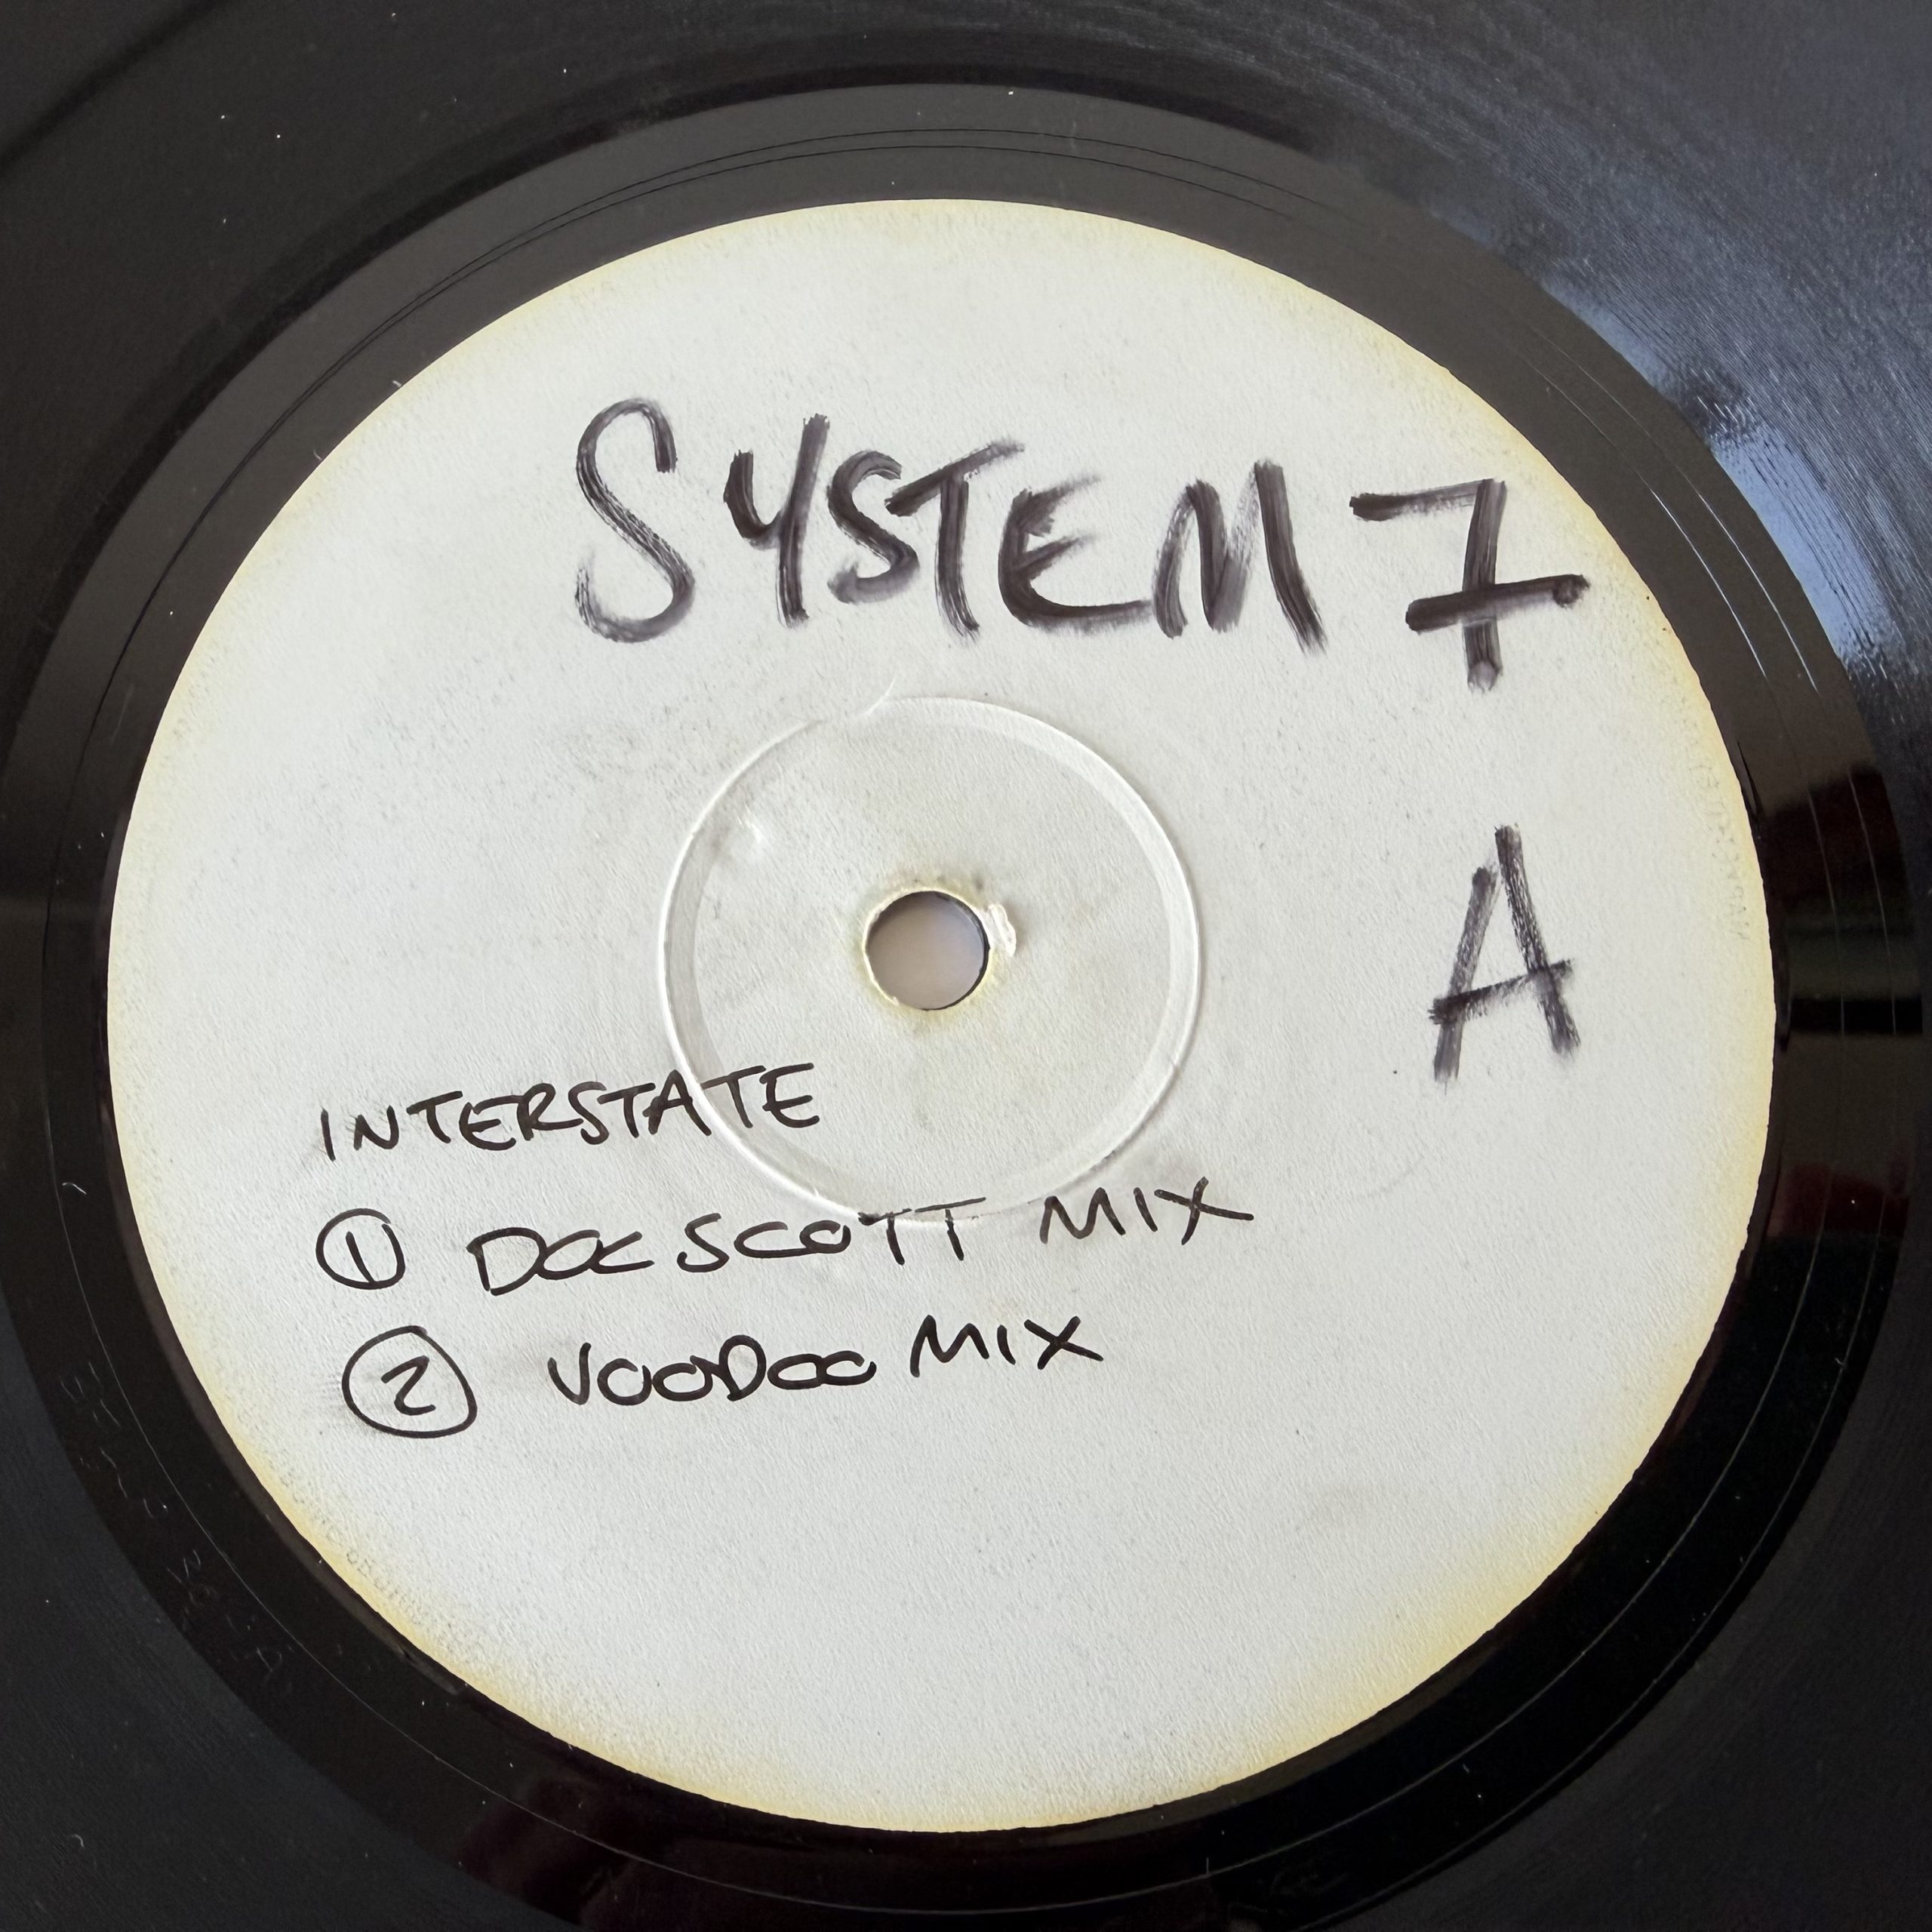 SYSTEM 7
A
INTERSTATE
① DOC SCOTT MIX
② VOODOO MIX